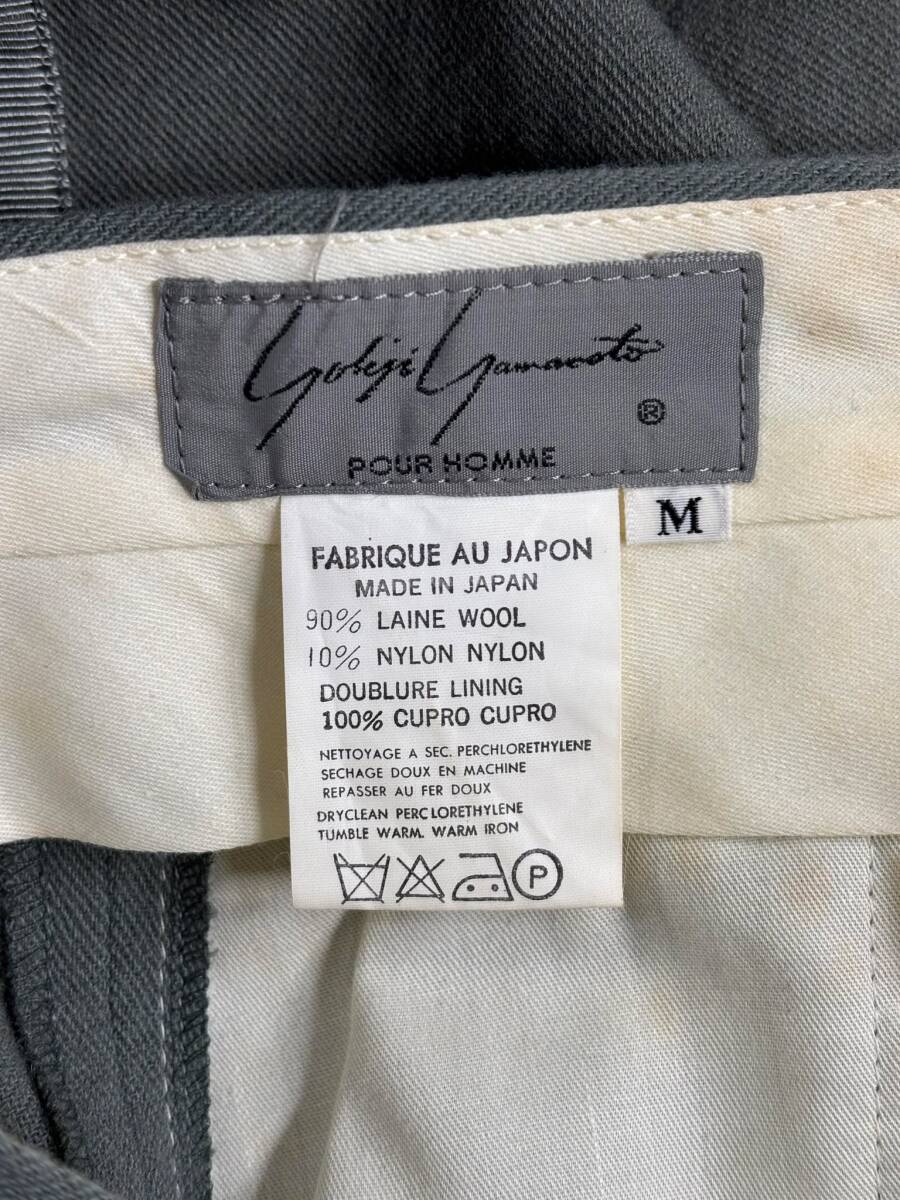 Yohji Yamamoto
®
POUR HOMME
M
FABRIQUE AU JAPON
MADE IN JAPAN
90% LAINE WOOL
10% NYLON NYLON
DOUBLURE LINING
100% CUPRO CUPRO
NETTOYAGE A SEC. PERCHLORETHYLENE
SECHAGE DOUX EN MACHINE
REPASSER AU FER DOUX
DRYCLEAN PERCLORETHYLENE
TUMBLE WARM. WARM IRON
P